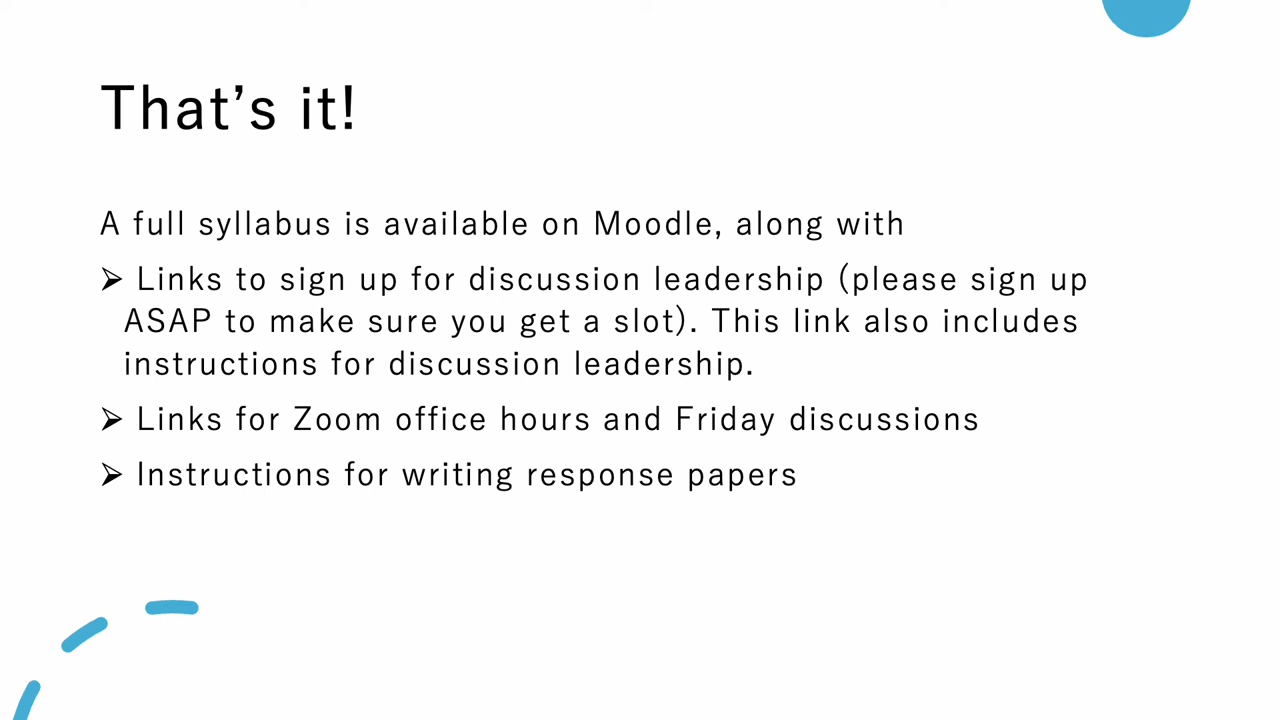 That’s it!
A full syllabus is available on Moodle, along with
➢ Links to sign up for discussion leadership (please sign up
ASAP to make sure you get a slot). This link also includes
instructions for discussion leadership.
➢ Links for Zoom office hours and Friday discussions
➢ Instructions for writing response papers